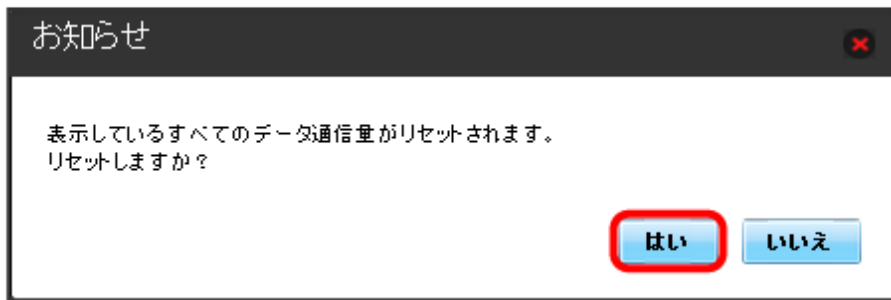 お知らせ
表示しているすべてのデータ通信量がリセットされます。
リセットしますか？
はい
いいえ